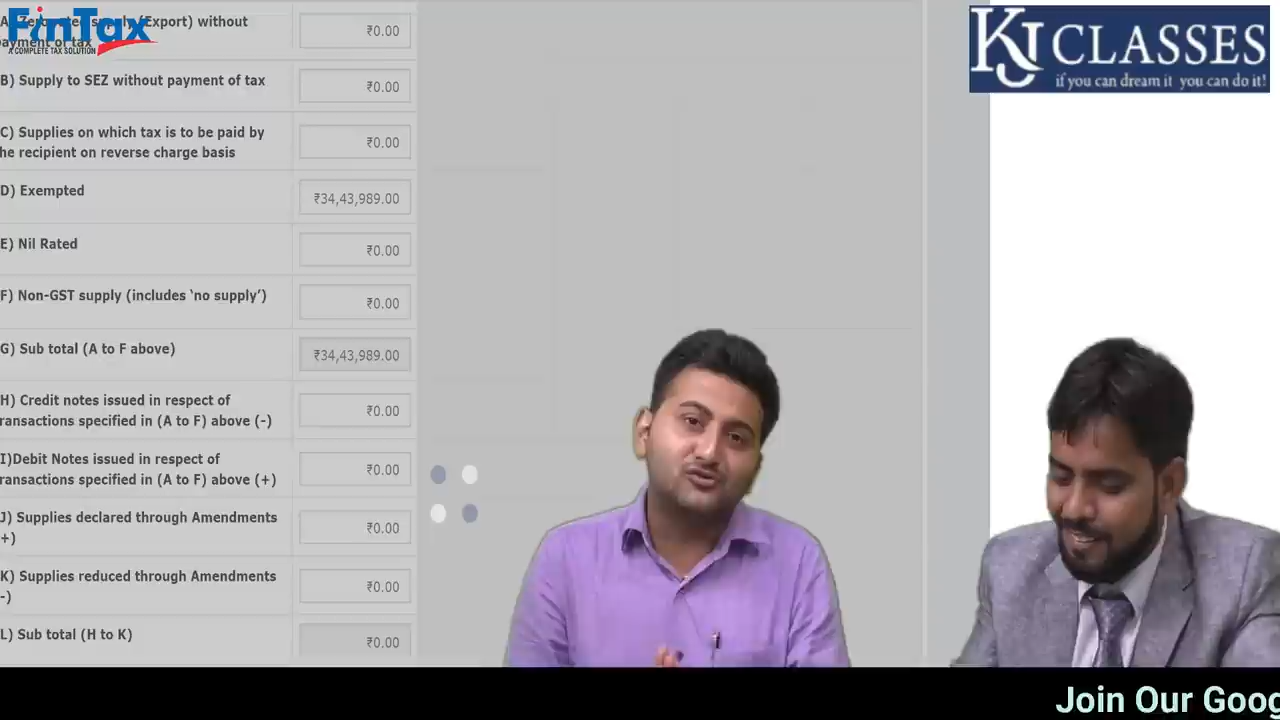 FinTax
A COMPLETE TAX SOLUTION
KJ CLASSES
if you can dream it you can do it!
(Export) without
payment of tax
₹0.00
B) Supply to SEZ without payment of tax
₹0.00
C) Supplies on which tax is to be paid by
he recipient on reverse charge basis
₹0.00
D) Exempted
₹34,43,989.00
E) Nil Rated
₹0.00
F) Non-GST supply (includes ‘no supply’)
₹0.00
G) Sub total (A to F above)
₹34,43,989.00
H) Credit notes issued in respect of
ransactions specified in (A to F) above (-)
₹0.00
I)Debit Notes issued in respect of
ransactions specified in (A to F) above (+)
₹0.00
J) Supplies declared through Amendments
+)
₹0.00
K) Supplies reduced through Amendments
-)
₹0.00
L) Sub total (H to K)
₹0.00
Join Our Goog